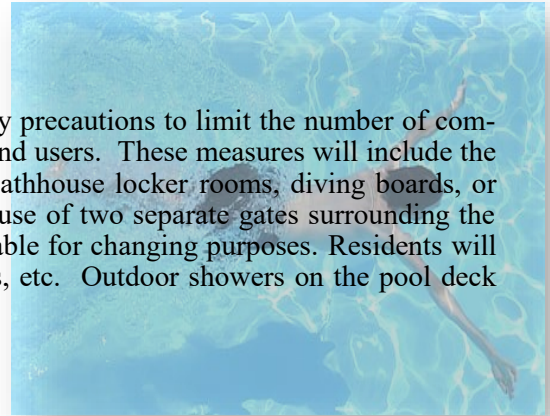 y precautions to limit the number of com-
nd users. These measures will include the
athhouse locker rooms, diving boards, or
use of two separate gates surrounding the
able for changing purposes. Residents will
s, etc. Outdoor showers on the pool deck